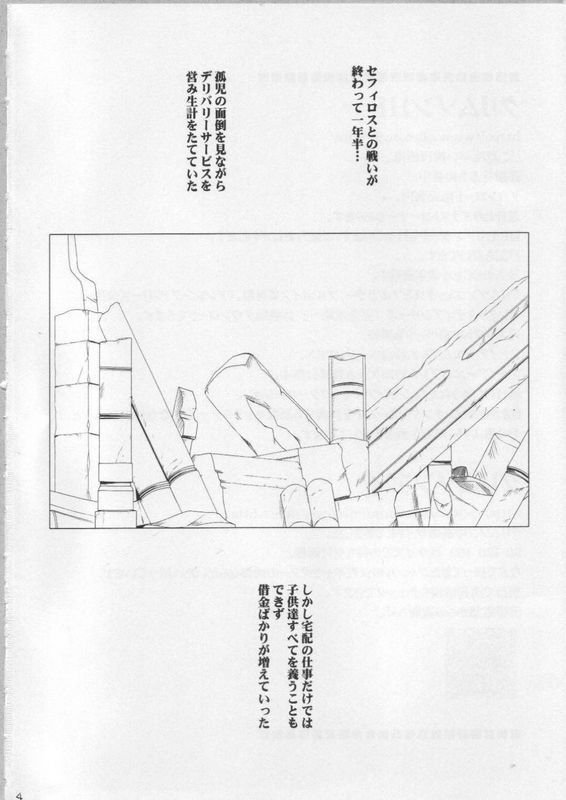 セフィロスとの戦いが
終わって一年半…
孤児の面倒を見ながら
デリバリーサービスを
営み生計をたてていた
しかし宅配の仕事だけでは
子供達すべてを養うことも
できず
借金ばかりが増えていった
4